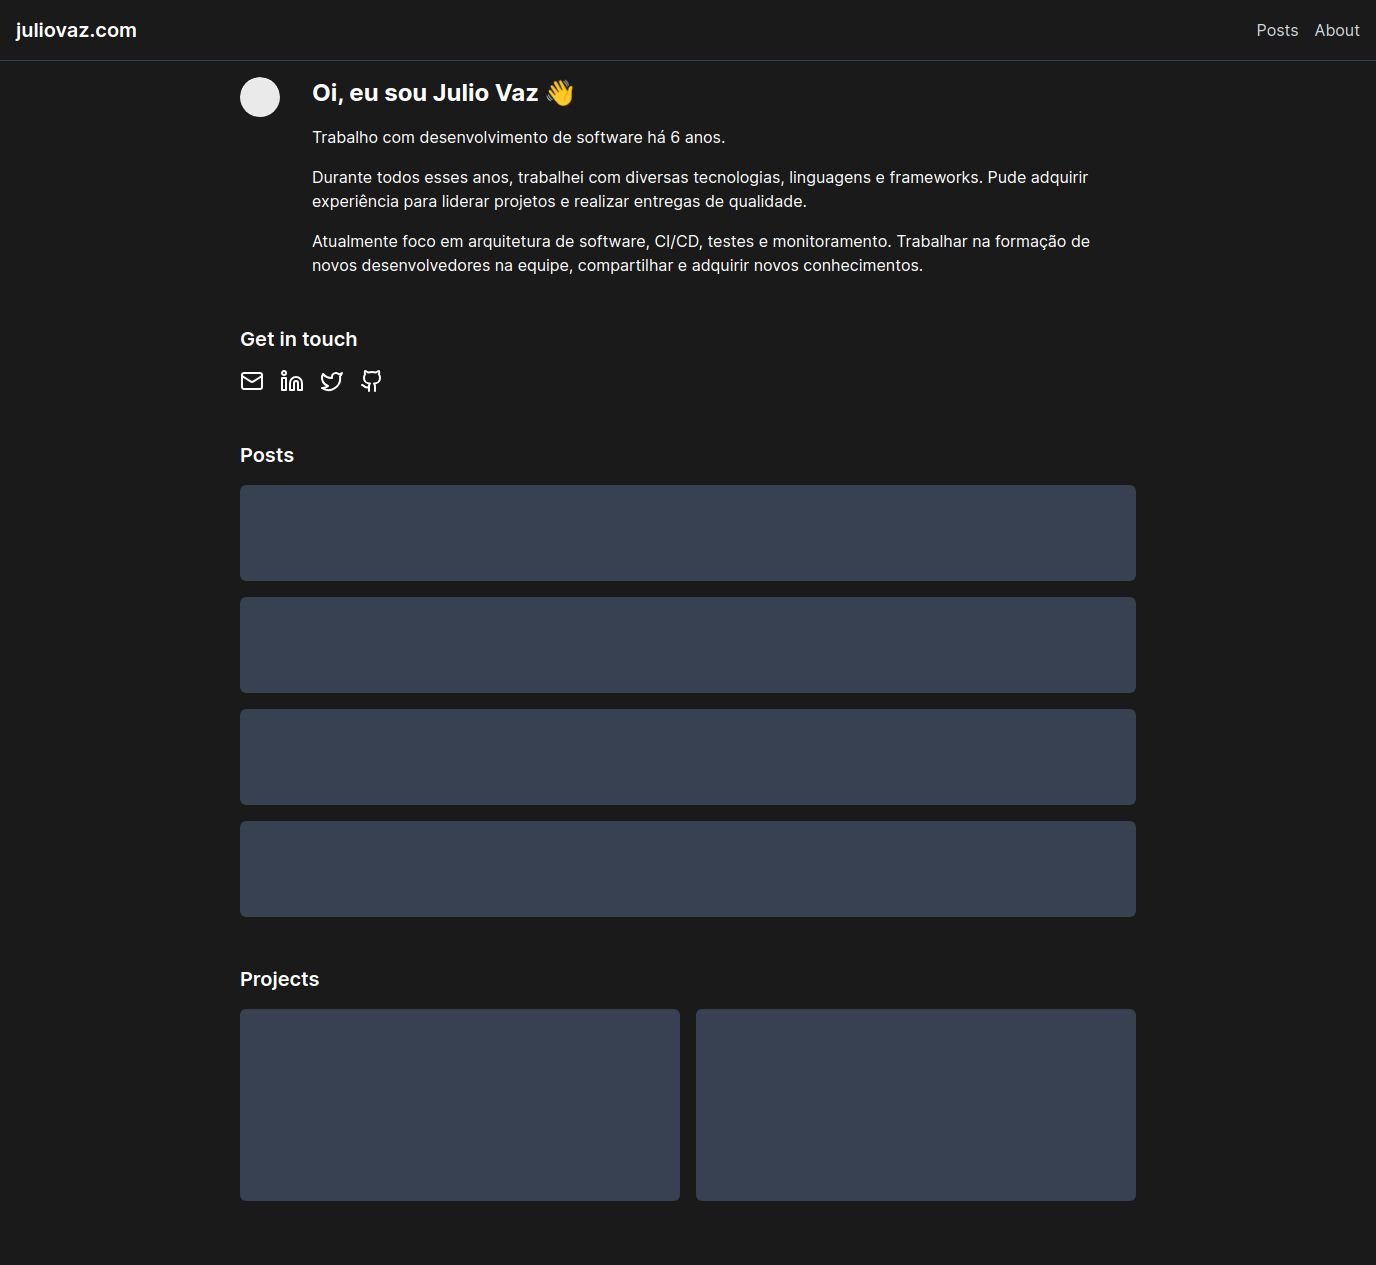 juliovaz.com
Posts About
Oi, eu sou Julio Vaz 👋
Trabalho com desenvolvimento de software há 6 anos.
Durante todos esses anos, trabalhei com diversas tecnologias, linguagens e frameworks. Pude adquirir
experiência para liderar projetos e realizar entregas de qualidade.
Atualmente foco em arquitetura de software, CI/CD, testes e monitoramento. Trabalhar na formação de
novos desenvolvedores na equipe, compartilhar e adquirir novos conhecimentos.
Get in touch
Posts
Projects